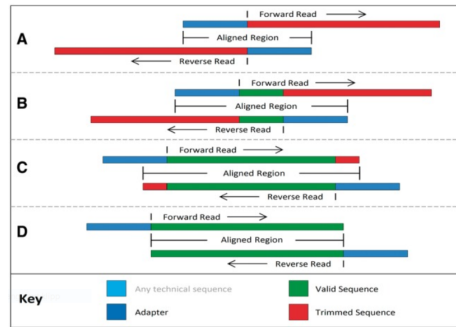 A
Forward Read
Aligned Region
Reverse Read
B
Forward Read
Aligned Region
Reverse Read
C
Forward Read
Aligned Region
Reverse Read
D
Forward Read
Aligned Region
Reverse Read
Key
Any technical sequence
Valid Sequence
Adapter
Trimmed Sequence